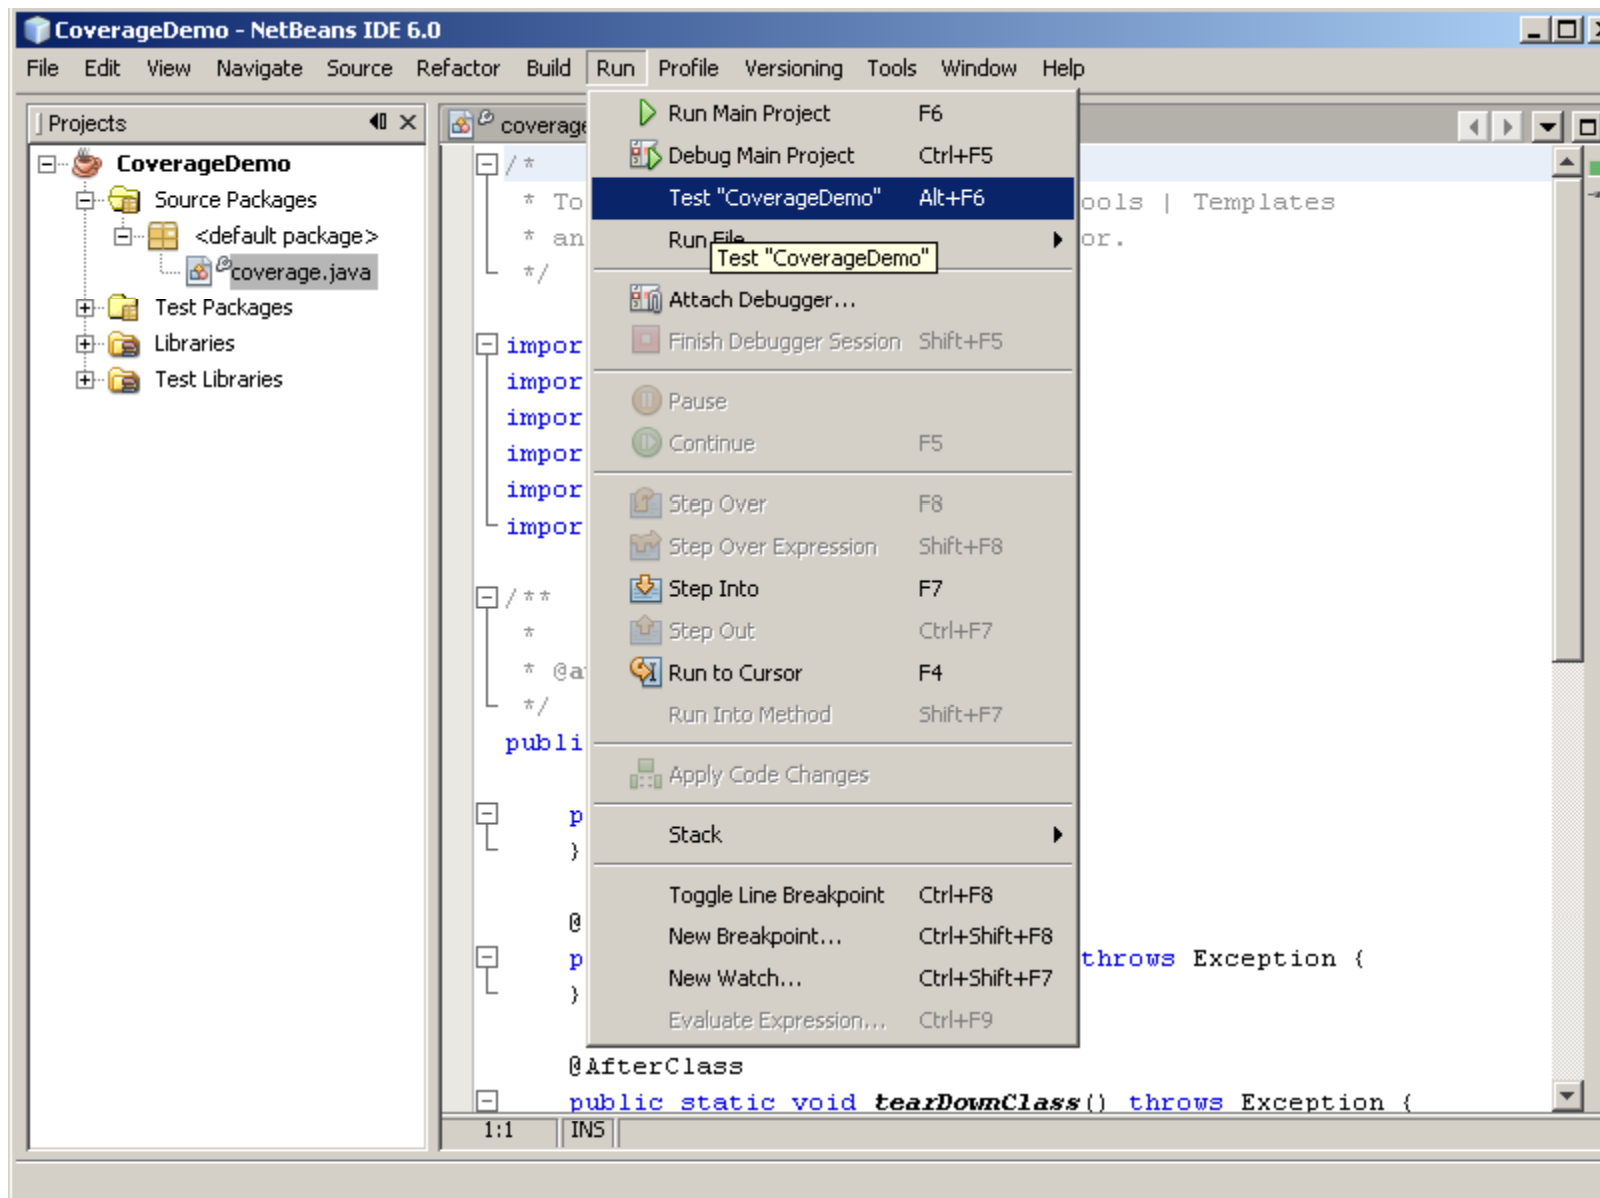 CoverageDemo - NetBeans IDE 6.0
File Edit View Navigate Source Refactor Build Run Profile Versioning Tools Window Help
Projects
CoverageDemo
Source Packages
<default package>
coverage.java
Test Packages
Libraries
Test Libraries
Run Main Project F6
Debug Main Project Ctrl+F5
Test "CoverageDemo" Alt+F6
Run File
Test "CoverageDemo"
Attach Debugger...
Finish Debugger Session Shift+F5
Pause
Continue F5
Step Over F8
Step Over Expression Shift+F8
Step Into F7
Step Out Ctrl+F7
Run to Cursor F4
Run Into Method Shift+F7
Apply Code Changes
Stack
Toggle Line Breakpoint Ctrl+F8
New Breakpoint... Ctrl+Shift+F8
New Watch... Ctrl+Shift+F7
Evaluate Expression... Ctrl+F9
coverage
/*
* To ools | Templates
* an or.
*/
impor
impor
impor
impor
impor
impor
/**
*
* @a
*/
publi
p
}
@
p throws Exception {
}
@AfterClass
public static void tearDownClass() throws Exception {
1:1 INS